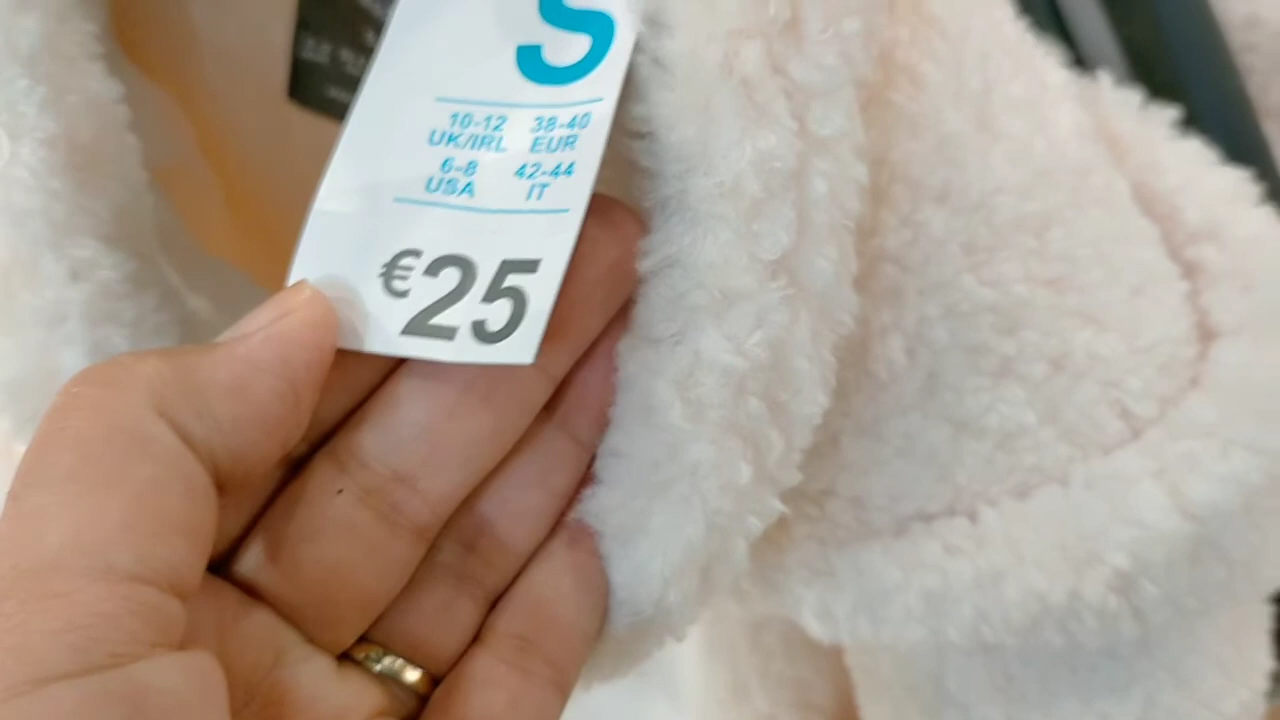 S
10-12 38-40
UK/IRL EUR
6-8 42-44
USA IT
€25